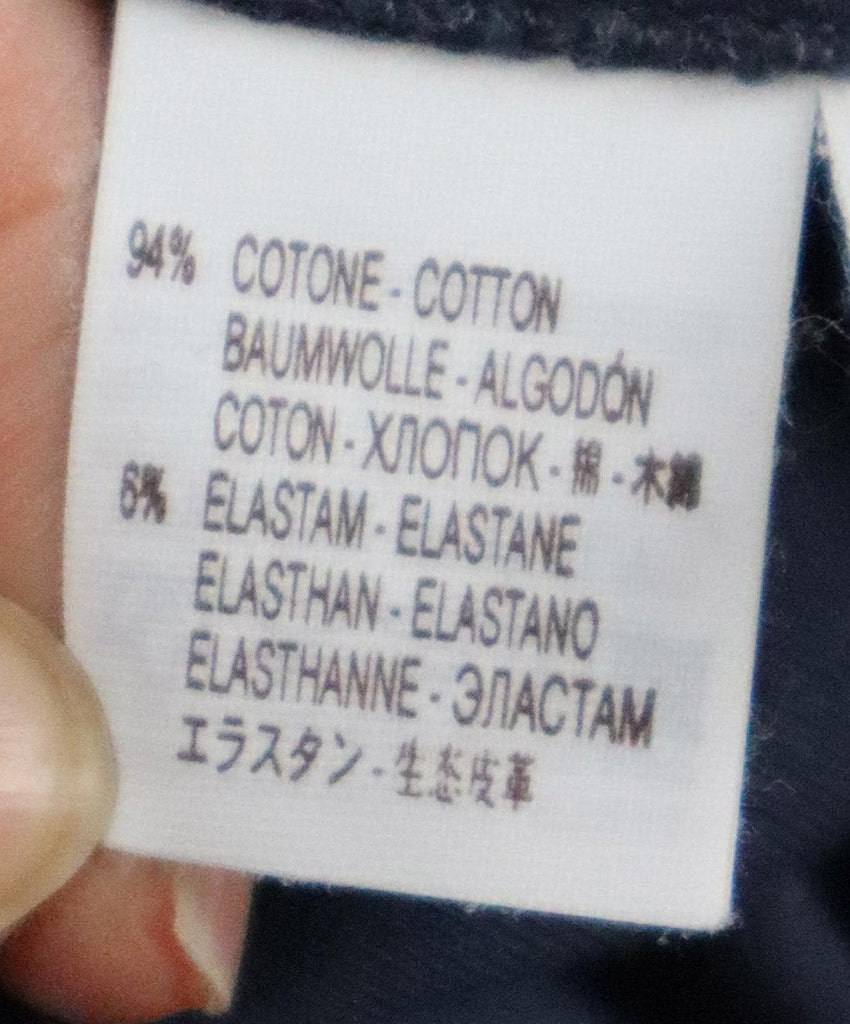 94% COTONE - COTTON
BAUMWOLLE - ALGODÓN
COTON - ХЛОПОК - 棉 - 木綿
6% ELASTAM - ELASTANE
ELASTHAN - ELASTANO
ELASTHANNE - ЭЛАСТАМ
エラスタン - 生态皮革